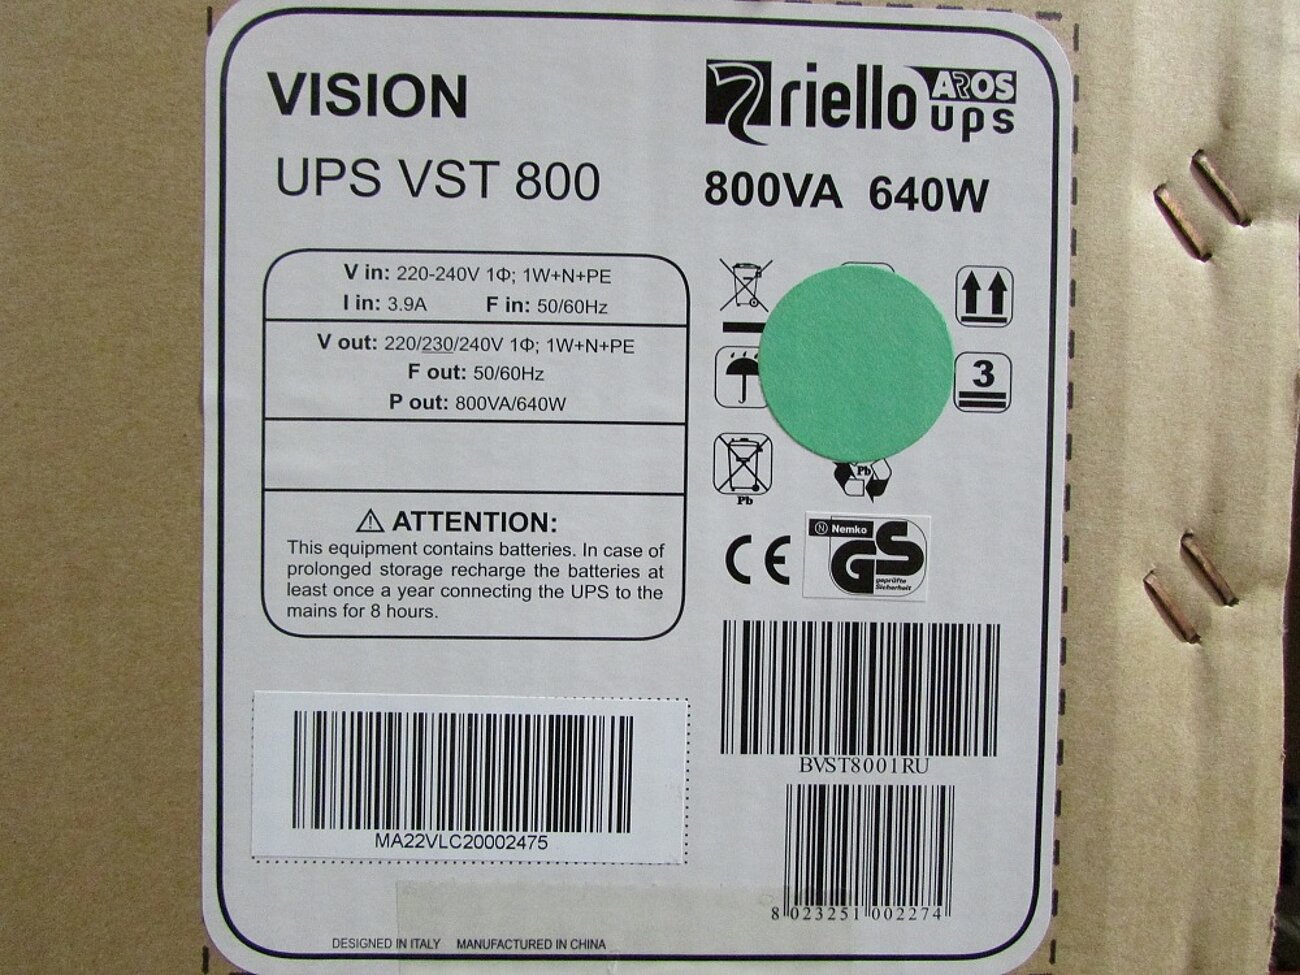 VISION
riello AROS
ups
UPS VST 800
800VA 640W
V in: 220-240V 1Φ; 1W+N+PE
I in: 3.9A F in: 50/60Hz
V out: 220/230/240V 1Φ; 1W+N+PE
F out: 50/60Hz
P out: 800VA/640W
⚠ ATTENTION:
This equipment contains batteries. In case of
prolonged storage recharge the batteries at
least once a year connecting the UPS to the
mains for 8 hours.
3
Pb
Pb
CE
N Nemko
GS
geprüfte
Sicherheit
BVST8001RU
MA22VLC20002475
8 023251 002274
DESIGNED IN ITALY MANUFACTURED IN CHINA